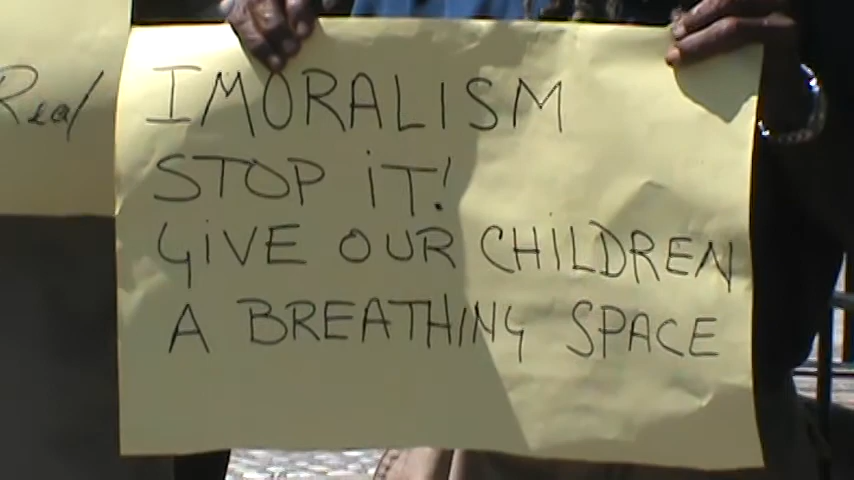 Real
IMORALISM
STOP iT!
GiVE OUR CHiLDREN
A BREATHING SPACE